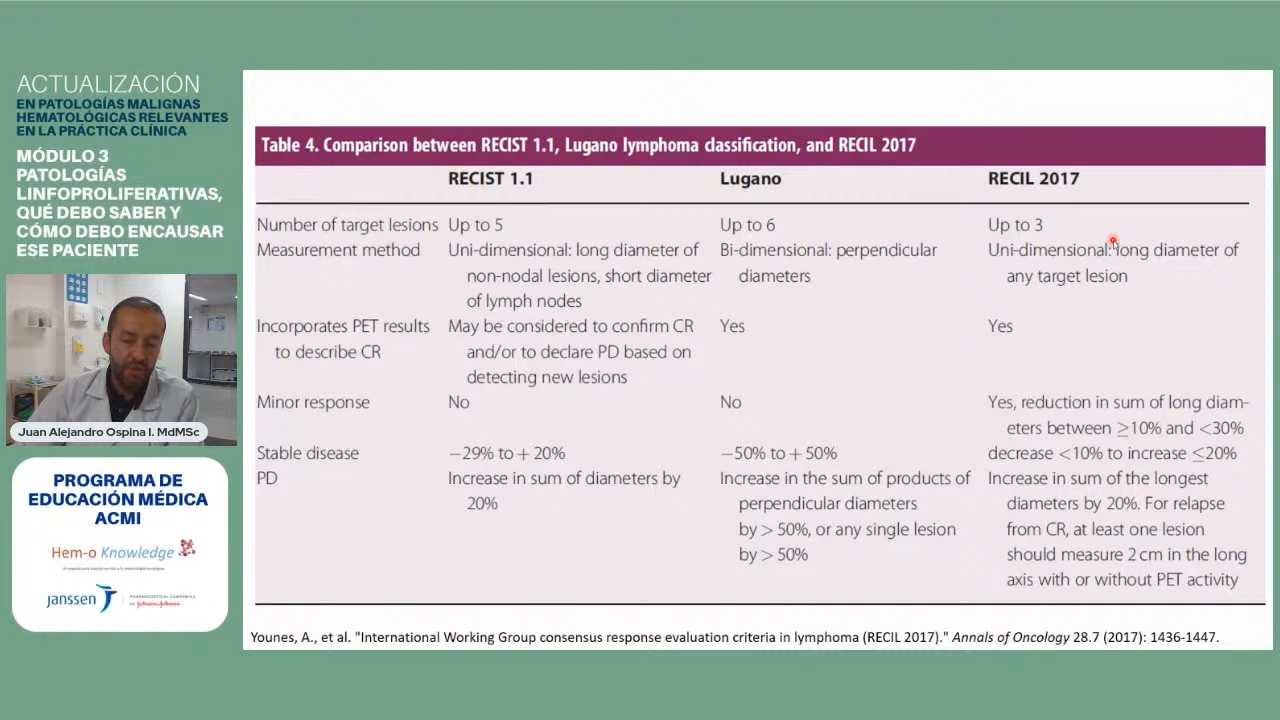 ACTUALIZACIÓN
EN PATOLOGÍAS MALIGNAS
HEMATOLÓGICAS RELEVANTES
EN LA PRÁCTICA CLÍNICA
MÓDULO 3
PATOLOGÍAS
LINFOPROLIFERATIVAS,
QUÉ DEBO SABER Y
CÓMO DEBO ENCAUSAR
ESE PACIENTE
Juan Alejandro Ospina I. MdMSc
PROGRAMA DE
EDUCACIÓN MÉDICA
ACMI
Hem-o Knowledge
janssen
PHARMACEUTICAL COMPANIES
OF Johnson & Johnson
Table 4. Comparison between RECIST 1.1, Lugano lymphoma classification, and RECIL 2017
RECIST 1.1 Lugano RECIL 2017
Number of target lesions Up to 5 Up to 6 Up to 3
Measurement method Uni-dimensional: long diameter of Bi-dimensional: perpendicular Uni-dimensional: long diameter of
non-nodal lesions, short diameter diameters any target lesion
of lymph nodes
Incorporates PET results May be considered to confirm CR Yes Yes
to describe CR and/or to declare PD based on
detecting new lesions
Minor response No No Yes, reduction in sum of long diam-
eters between ≥10% and <30%
Stable disease −29% to + 20% −50% to + 50% decrease <10% to increase ≤20%
PD Increase in sum of diameters by Increase in the sum of products of Increase in sum of the longest
20% perpendicular diameters diameters by 20%. For relapse
by > 50%, or any single lesion from CR, at least one lesion
by > 50% should measure 2 cm in the long
axis with or without PET activity
Younes, A., et al. "International Working Group consensus response evaluation criteria in lymphoma (RECIL 2017)." Annals of Oncology 28.7 (2017): 1436-1447.